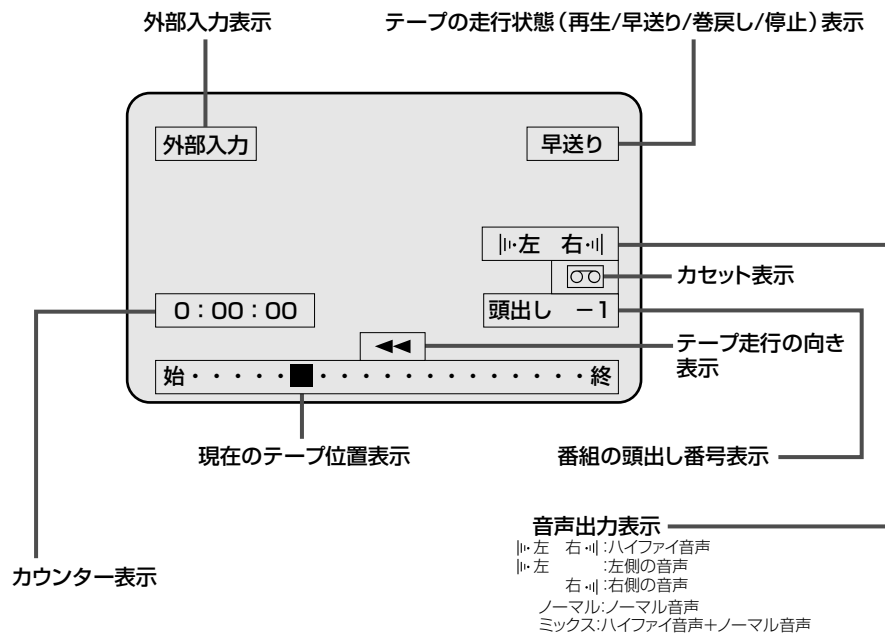 外部入力表示
テープの走行状態（再生/早送り/巻戻し/停止）表示
外部入力
早送り
左 右
カセット表示
0：00：00
頭出し －1
◀◀
テープ走行の向き
表示
始・・・・・■・・・・・・・・・・・・・終
現在のテープ位置表示
番組の頭出し番号表示
カウンター表示
音声出力表示
左 右 :ハイファイ音声
左 :左側の音声
右 :右側の音声
ノーマル:ノーマル音声
ミックス:ハイファイ音声＋ノーマル音声